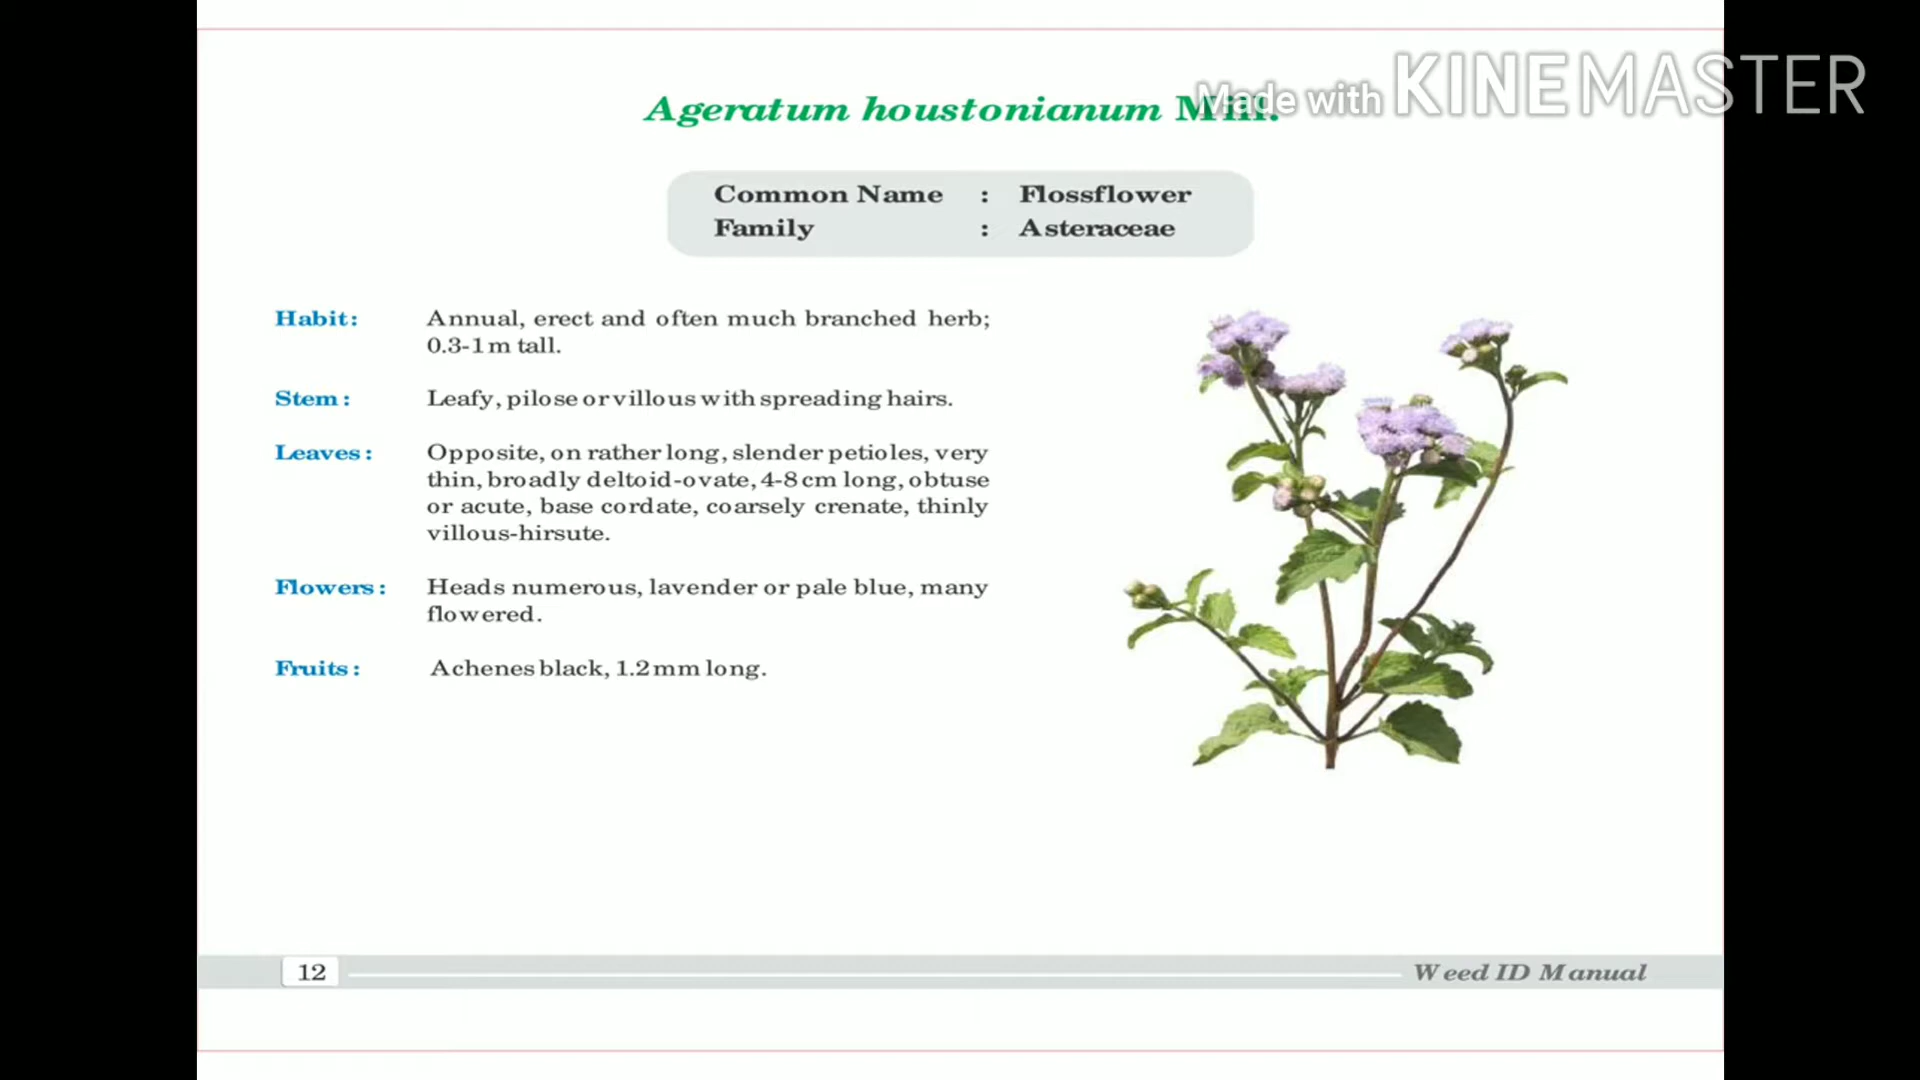 Made with KINEMASTER
Ageratum houstonianum Mill.
Common Name : Flossflower
Family : Asteraceae
Habit: Annual, erect and often much branched herb;
0.3-1 m tall.
Stem: Leafy, pilose or villous with spreading hairs.
Leaves: Opposite, on rather long, slender petioles, very
thin, broadly deltoid-ovate, 4-8 cm long, obtuse
or acute, base cordate, coarsely crenate, thinly
villous-hirsute.
Flowers: Heads numerous, lavender or pale blue, many
flowered.
Fruits: Achenes black, 1.2 mm long.
12
Weed ID Manual